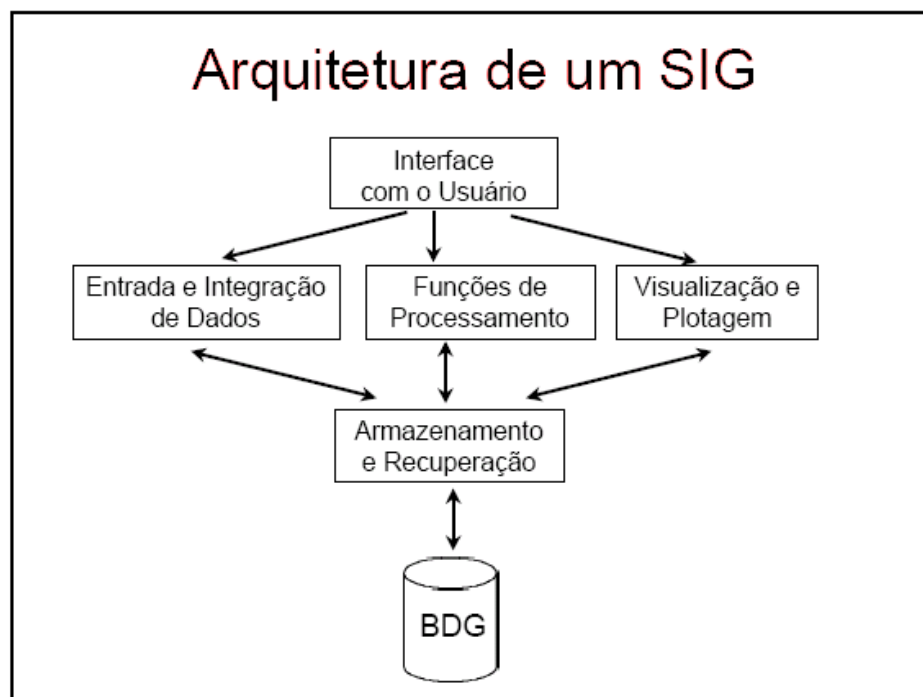 Arquitetura de um SIG
Interface
com o Usuário
Entrada e Integração
de Dados
Funções de
Processamento
Visualização e
Plotagem
Armazenamento
e Recuperação
BDG